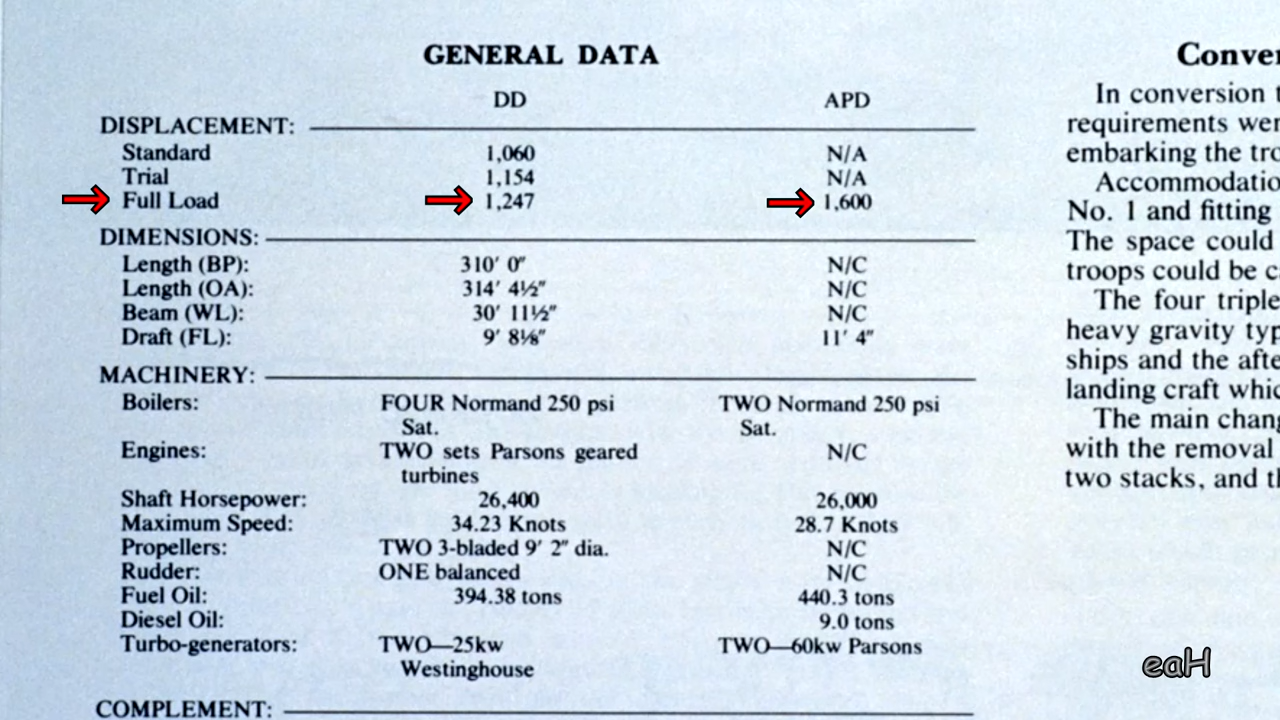 GENERAL DATA
DD APD
DISPLACEMENT:
Standard 1,060 N/A
Trial 1,154 N/A
Full Load 1,247 1,600
DIMENSIONS:
Length (BP): 310′ 0″ N/C
Length (OA): 314′ 4½″ N/C
Beam (WL): 30′ 11½″ N/C
Draft (FL): 9′ 8⅛″ 11′ 4″
MACHINERY:
Boilers: FOUR Normand 250 psi TWO Normand 250 psi
Sat. Sat.
Engines: TWO sets Parsons geared N/C
turbines
Shaft Horsepower: 26,400 26,000
Maximum Speed: 34.23 Knots 28.7 Knots
Propellers: TWO 3-bladed 9′ 2″ dia. N/C
Rudder: ONE balanced N/C
Fuel Oil: 394.38 tons 440.3 tons
Diesel Oil: 9.0 tons
Turbo-generators: TWO—25kw TWO—60kw Parsons
Westinghouse
COMPLEMENT:
Conver
In conversion t
requirements wer
embarking the tro
Accommodatio
No. 1 and fitting
The space could
troops could be c
The four triple
heavy gravity typ
ships and the afte
landing craft whic
The main chang
with the removal
two stacks, and th
eaH